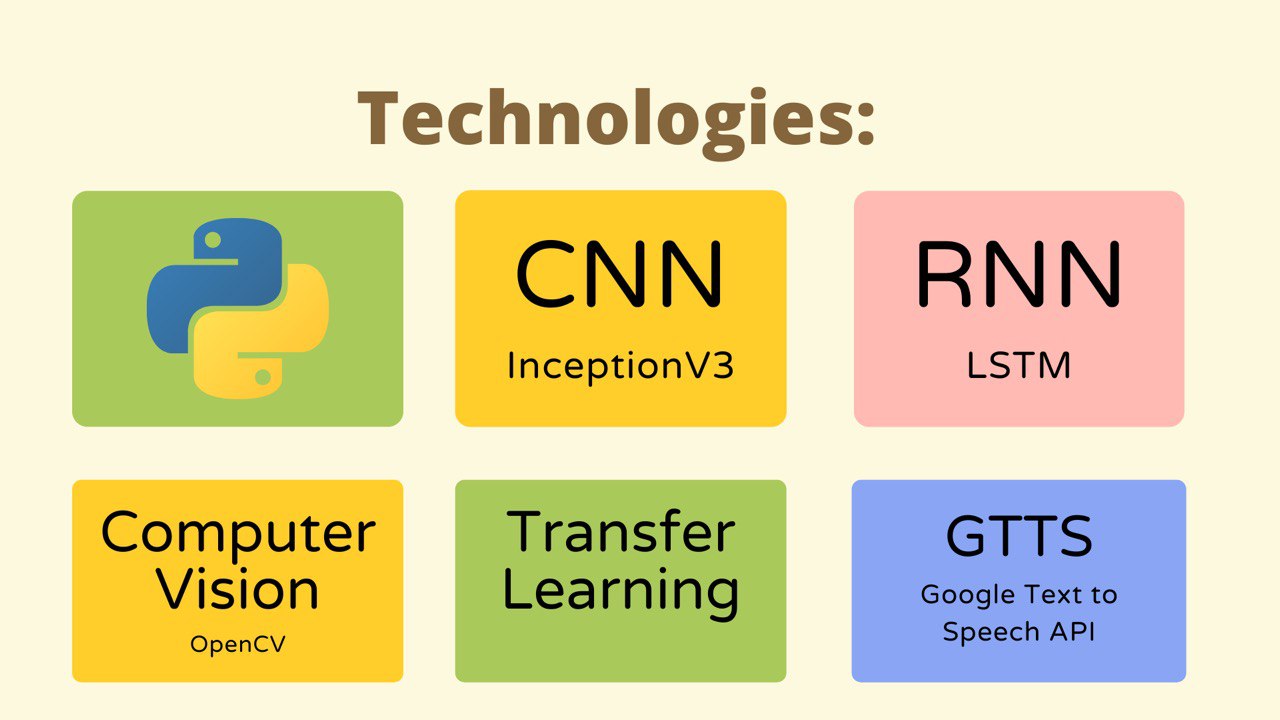 Technologies:
CNN
InceptionV3
RNN
LSTM
Computer
Vision
OpenCV
Transfer
Learning
GTTS
Google Text to
Speech API